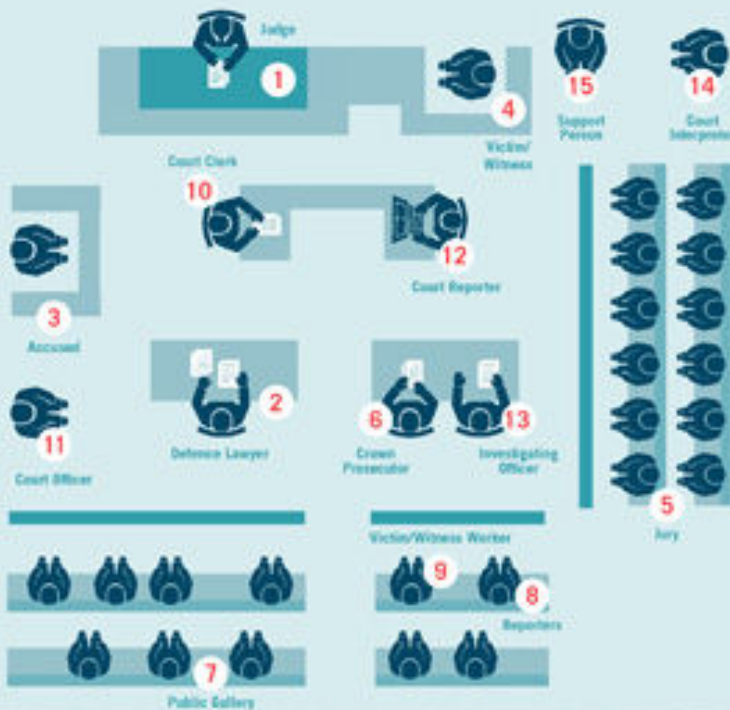 Judge
1
4
15
14
Support
Person
Court
Interprete
Victim/
Witness
Court Clerk
10
12
Court Reporter
3
Accused
2
6
13
11
Defence Lawyer
Crown
Prosecutor
Investigating
Officer
Court Officer
5
Jury
Victim/Witness Worker
9
8
Reporters
7
Public Gallery